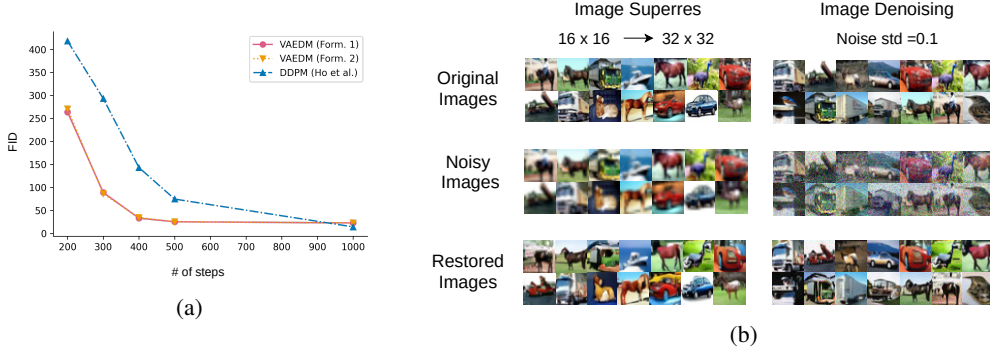 FID
400
350
300
250
200
150
100
50
0
200 300 400 500 600 700 800 900 1000
# of steps
VAEDM (Form. 1)
VAEDM (Form. 2)
DDPM (Ho et al.)
(a)
Image Superres
Image Denoising
16 x 16
32 x 32
Noise std =0.1
Original
Images
Noisy
Images
Restored
Images
(b)